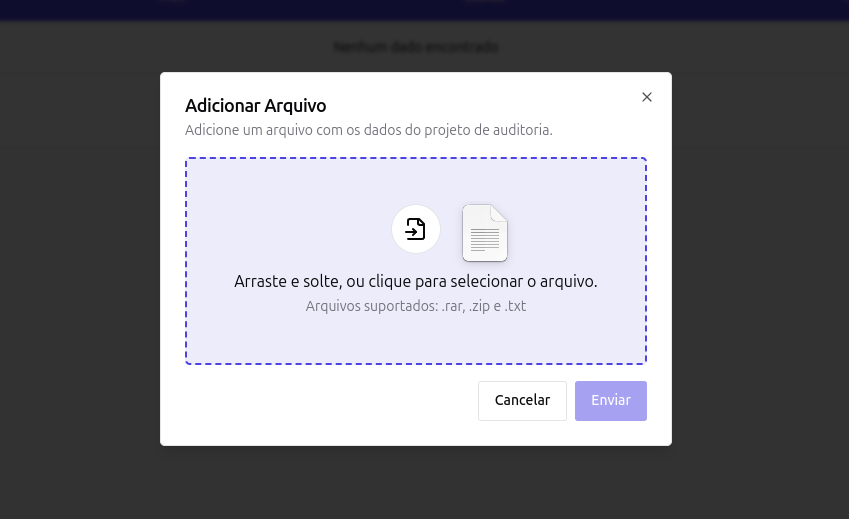 Nenhum dado encontrado
Adicionar Arquivo
Adicione um arquivo com os dados do projeto de auditoria.
Arraste e solte, ou clique para selecionar o arquivo.
Arquivos suportados: .rar, .zip e .txt
Cancelar
Enviar